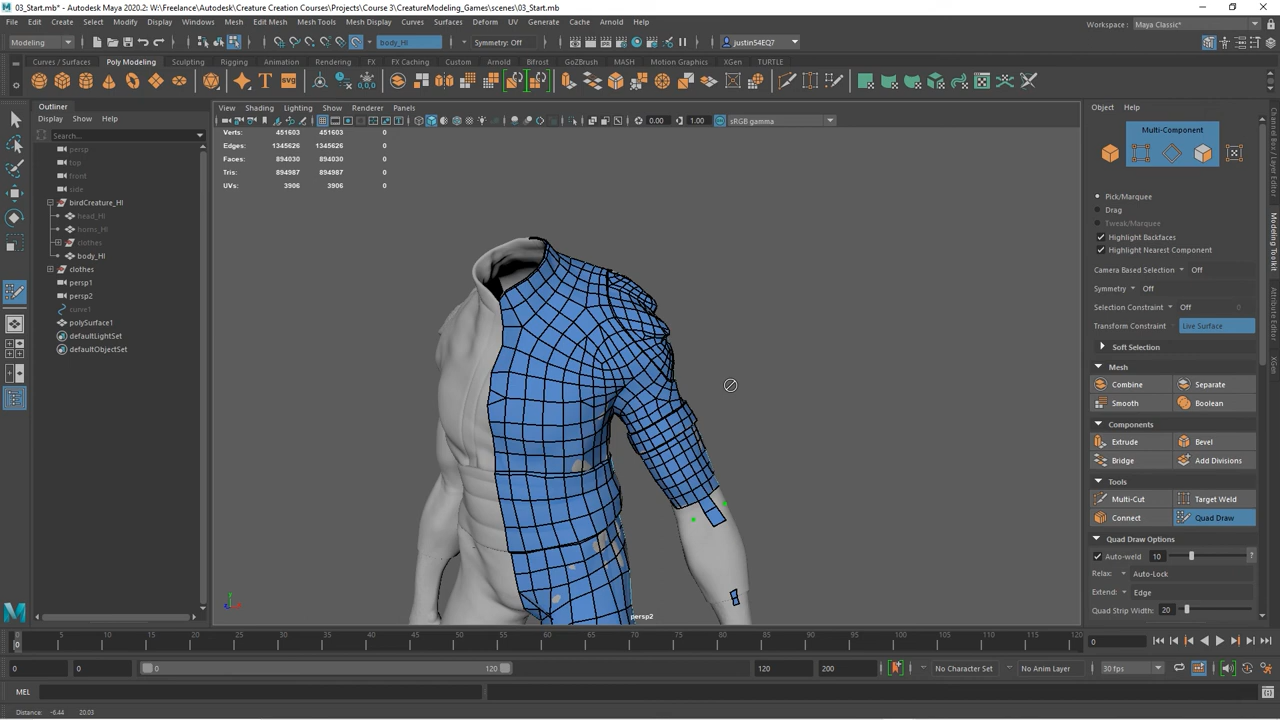 03_Start.mb* - Autodesk Maya 2020.2: W:\Freelance\Autodesk\Creature Creation Courses\Projects\Course 3\CreatureModeling_Games\scenes\03_Start.mb
File Edit Create Select Modify Display Windows Mesh Edit Mesh Mesh Tools Mesh Display Curves Surfaces Deform UV Generate Cache Arnold Help
Workspace: Maya Classic*
Modeling body_HI Symmetry: Off justin54EQ7
Curves / Surfaces Poly Modeling Sculpting Rigging Animation Rendering FX FX Caching Custom Arnold Bifrost GoZBrush MASH Motion Graphics XGen TURTLE
Outliner
Display Show Help
Search...
persp
top
front
side
birdCreature_HI
head_HI
horns_HI
clothes
body_HI
clothes
persp1
persp2
curve1
polySurface1
defaultLightSet
defaultObjectSet
View Shading Lighting Show Renderer Panels
0.00 1.00 sRGB gamma
Verts: 451603 451603 0
Edges: 1345626 1345626 0
Faces: 894030 894030 0
Tris: 894987 894987 0
UVs: 3906 3906 0
persp2
Object Help
Multi-Component
Pick/Marquee
Drag
Tweak/Marquee
Highlight Backfaces
Highlight Nearest Component
Camera Based Selection Off
Symmetry Off
Selection Constraint Off
Transform Constraint Live Surface
Soft Selection
Mesh
Combine Separate
Smooth Boolean
Components
Extrude Bevel
Bridge Add Divisions
Tools
Multi-Cut Target Weld
Connect Quad Draw
Quad Draw Options
Auto-weld 10 ?
Relax: Auto-Lock
Extend: Edge
Quad Strip Width: 20
Channel Box / Layer Editor
Modeling Toolkit
Attribute Editor
XGen
0 5 10 15 20 25 30 35 40 45 50 55 60 65 70 75 80 85 90 95 100 105 110 115 120
0
0
0 0 0 120 120 200 No Character Set No Anim Layer 30 fps
MEL
Distance: -6.44 20.03